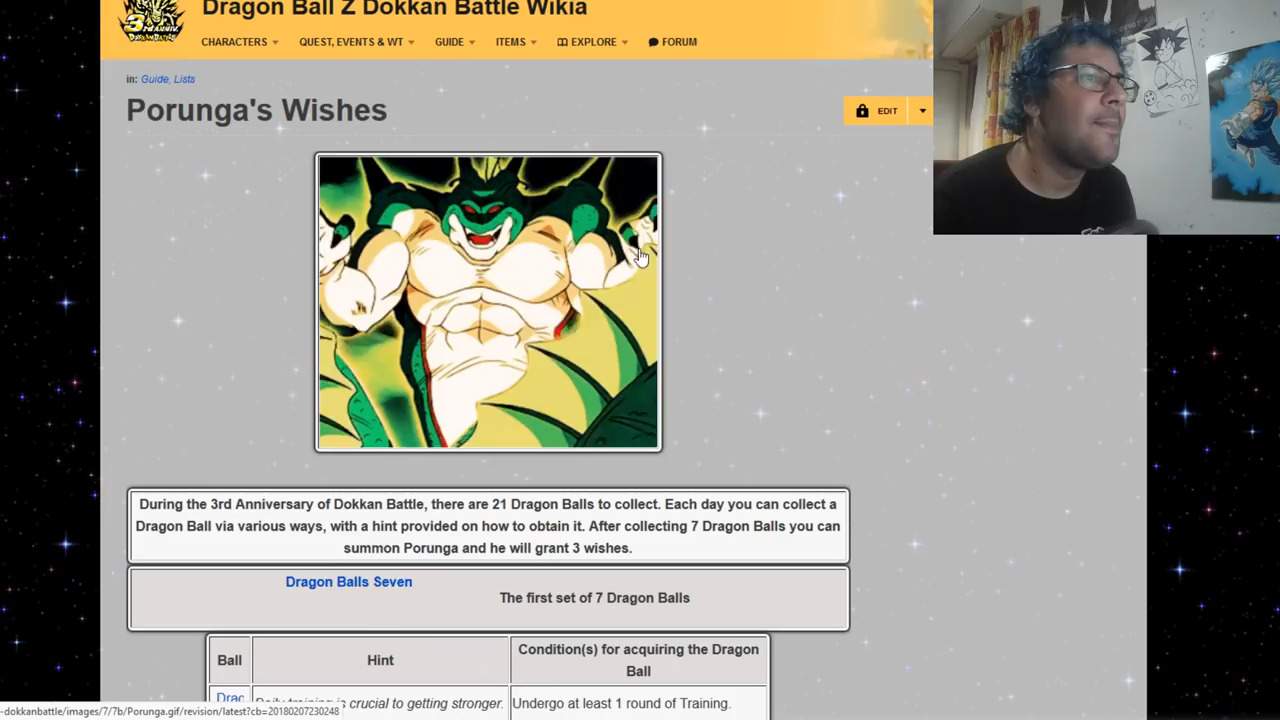 Dragon Ball Z Dokkan Battle Wikia
CHARACTERS QUEST, EVENTS & WT GUIDE ITEMS EXPLORE FORUM
in: Guide, Lists
Porunga's Wishes
EDIT
During the 3rd Anniversary of Dokkan Battle, there are 21 Dragon Balls to collect. Each day you can collect a
Dragon Ball via various ways, with a hint provided on how to obtain it. After collecting 7 Dragon Balls you can
summon Porunga and he will grant 3 wishes.
Dragon Balls Seven
The first set of 7 Dragon Balls
Condition(s) for acquiring the Dragon
Ball Hint Ball
Drag
Daily training is crucial to getting stronger. Undergo at least 1 round of Training.
-dokkanbattle/images/7/7b/Porunga.gif/revision/latest?cb=20180207230248